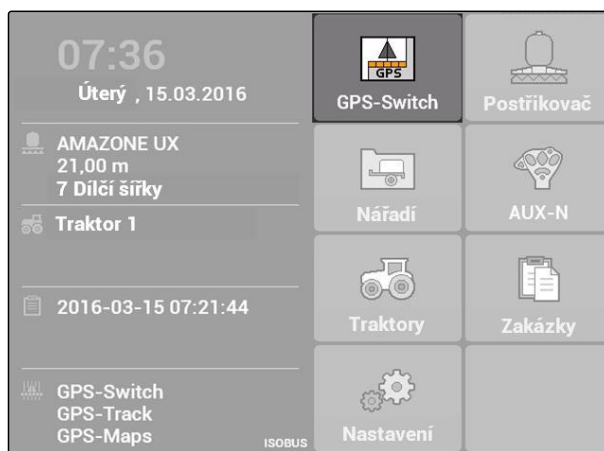 07:36
Úterý , 15.03.2016
AMAZONE UX
21,00 m
7 Dílčí šířky
Traktor 1
2016-03-15 07:21:44
GPS-Switch
GPS-Track
GPS-Maps
ISOBUS
GPS
GPS-Switch
Postřikovač
Nářadí
AUX-N
Traktory
Zakázky
Nastavení